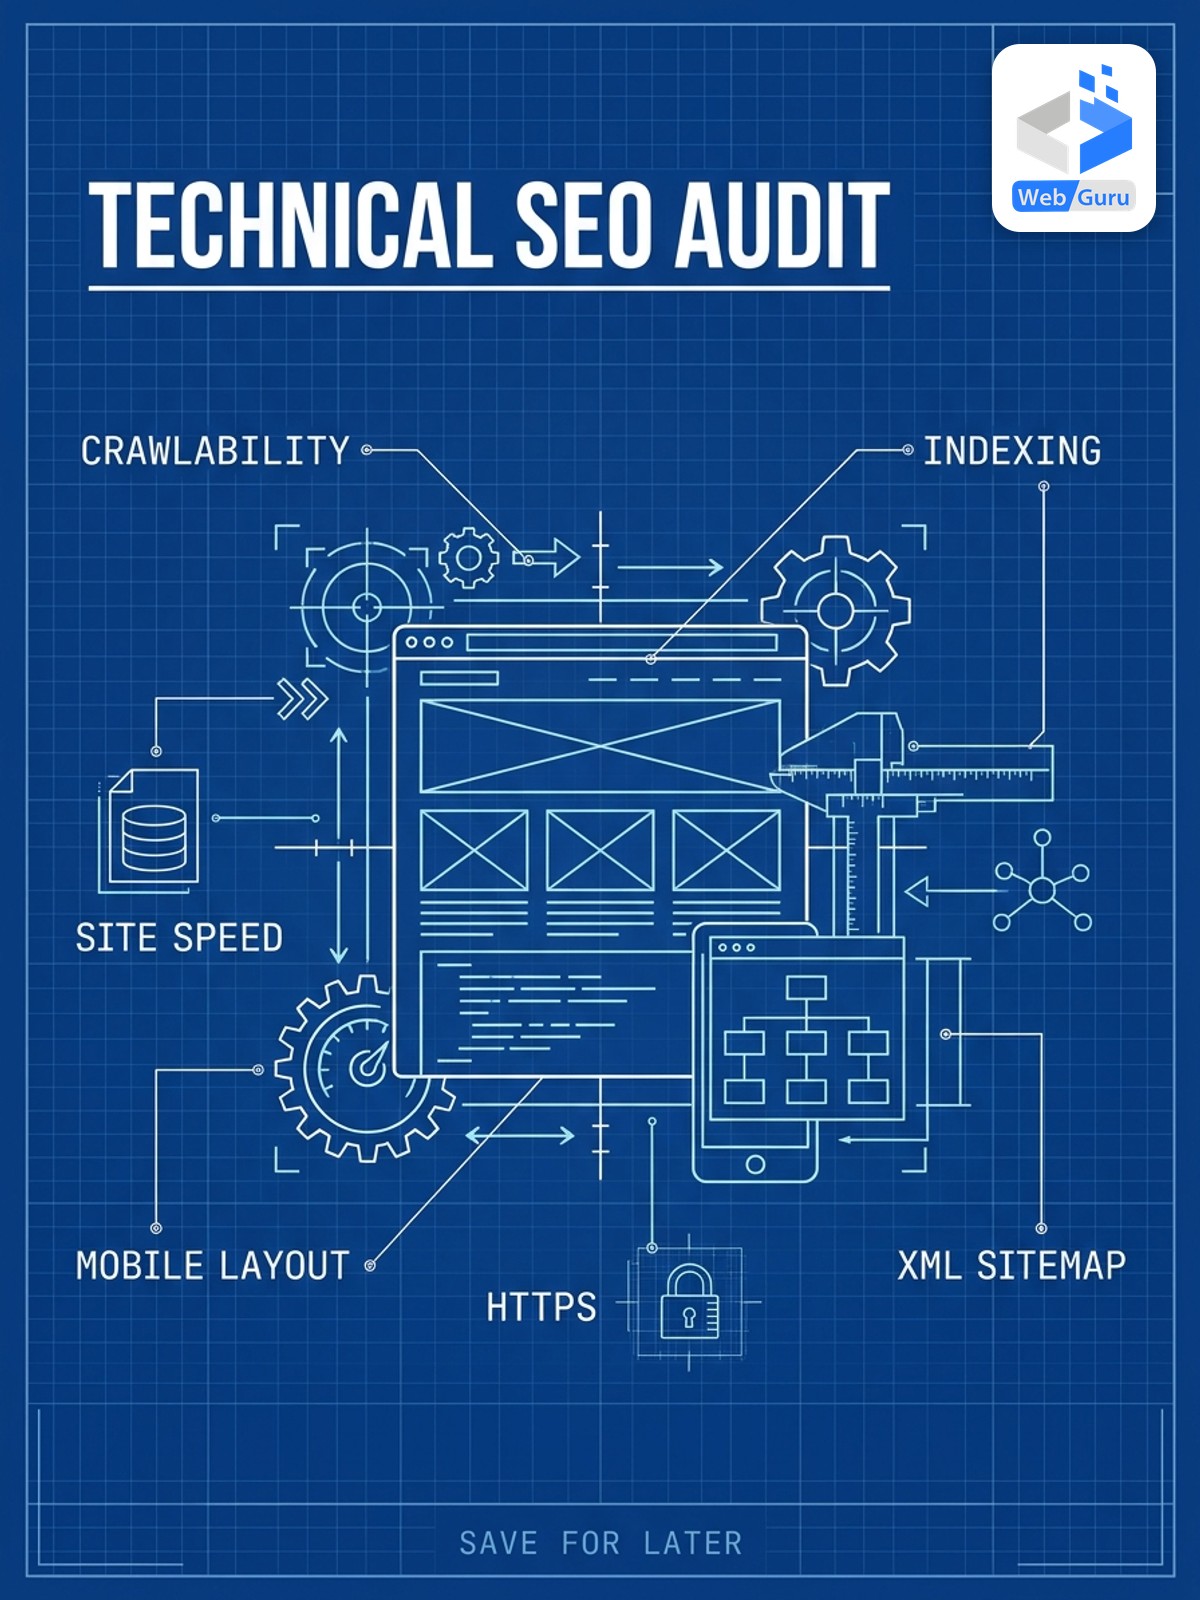 Web Guru
TECHNICAL SEO AUDIT
CRAWLABILITY
INDEXING
SITE SPEED
MOBILE LAYOUT
HTTPS
XML SITEMAP
SAVE FOR LATER